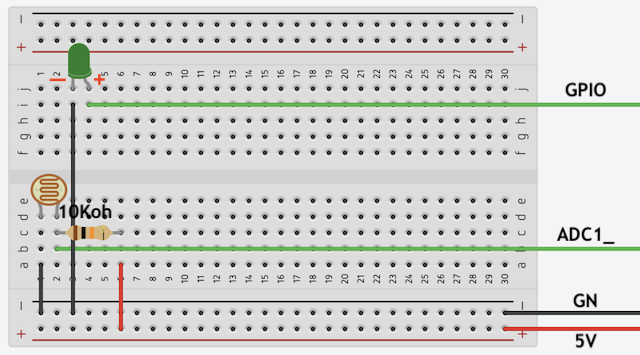 − −
+ +
1 2 3 4 5 6 7 8 9 10 11 12 13 14 15 16 17 18 19 20 21 22 23 24 25 26 27 28 29 30
− +
j j
i i
GPIO
h h
g g
f f
e e
d d
10Koh
c c
b b
ADC1_
a a
1 2 3 4 5 6 7 8 9 10 11 12 13 14 15 16 17 18 19 20 21 22 23 24 25 26 27 28 29 30
− −
GN
+ +
5V